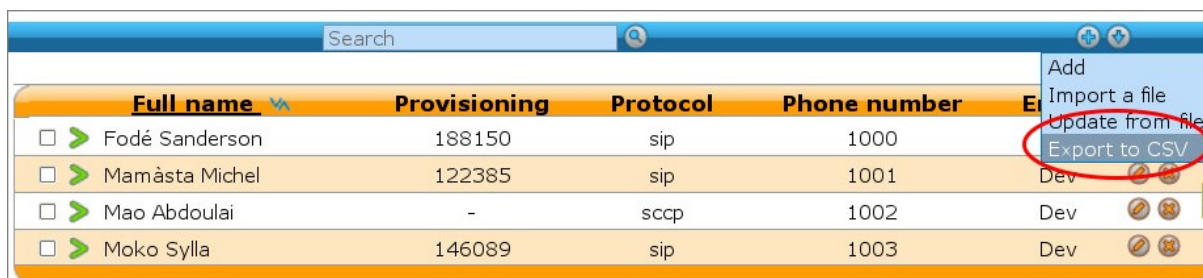 Search
Add
Import a file
Update from file
Export to CSV
Full name Provisioning Protocol Phone number
Fodé Sanderson 188150 sip 1000
Mamàsta Michel 122385 sip 1001 Dev
Mao Abdoulai - sccp 1002 Dev
Moko Sylla 146089 sip 1003 Dev